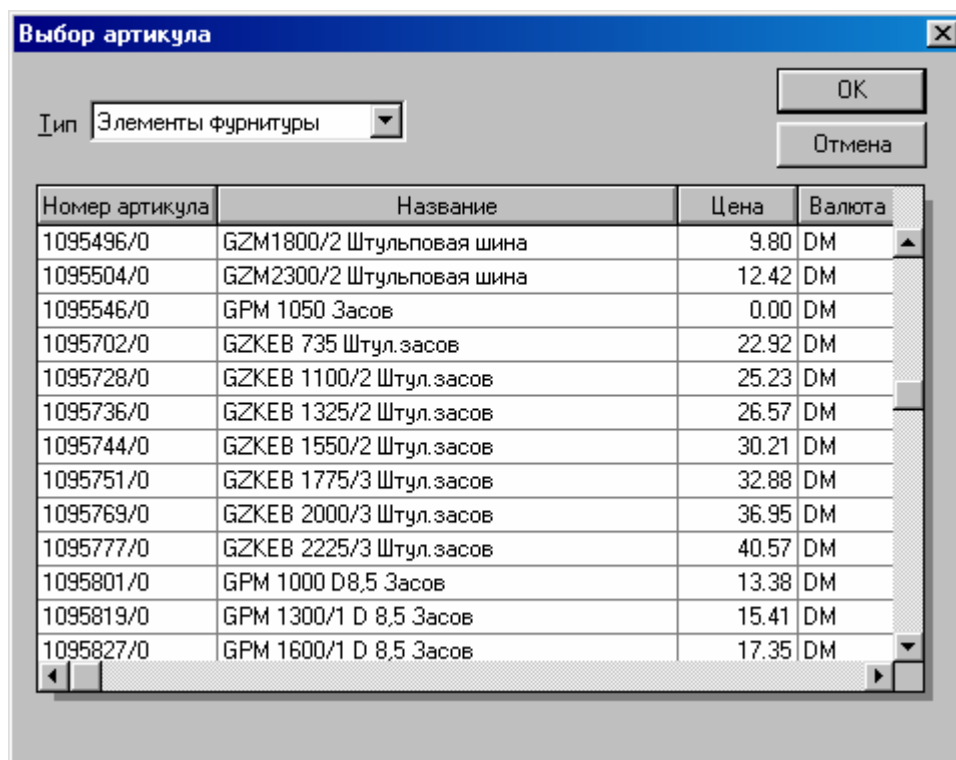 Выбор артикула
OK
Тип Элементы фурнитуры
Отмена
Номер артикула Название Цена Валюта
1095496/0 GZM1800/2 Штульповая шина 9.80 DM
1095504/0 GZM2300/2 Штульповая шина 12.42 DM
1095546/0 GPM 1050 Засов 0.00 DM
1095702/0 GZKEB 735 Штул.засов 22.92 DM
1095728/0 GZKEB 1100/2 Штул.засов 25.23 DM
1095736/0 GZKEB 1325/2 Штул.засов 26.57 DM
1095744/0 GZKEB 1550/2 Штул.засов 30.21 DM
1095751/0 GZKEB 1775/3 Штул.засов 32.88 DM
1095769/0 GZKEB 2000/3 Штул.засов 36.95 DM
1095777/0 GZKEB 2225/3 Штул.засов 40.57 DM
1095801/0 GPM 1000 D8,5 Засов 13.38 DM
1095819/0 GPM 1300/1 D 8,5 Засов 15.41 DM
1095827/0 GPM 1600/1 D 8,5 Засов 17.35 DM